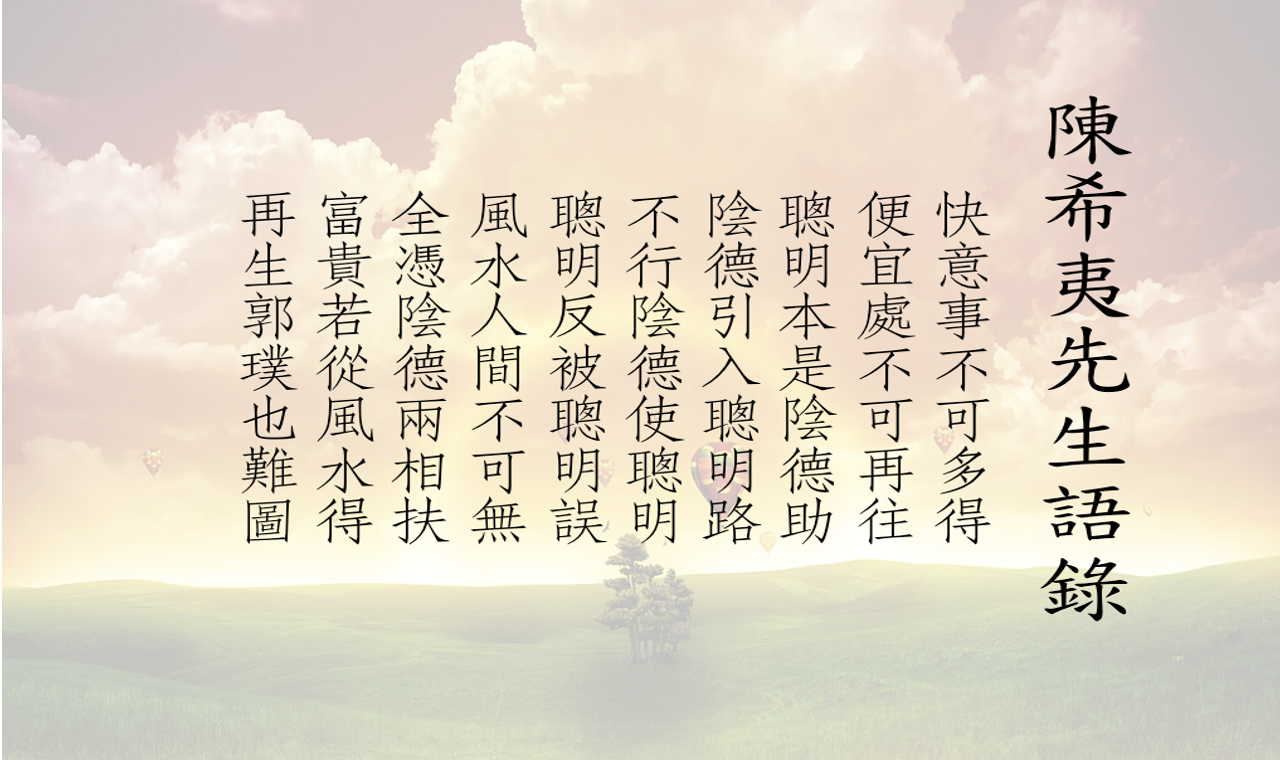 陳希夷先生語錄
快意事不可多得
便宜處不可再往
聰明本是陰德助
陰德引入聰明路
不行陰德使聰明
聰明反被聰明誤
風水人間不可無
全憑陰德兩相扶
富貴若從風水得
再生郭璞也難圖